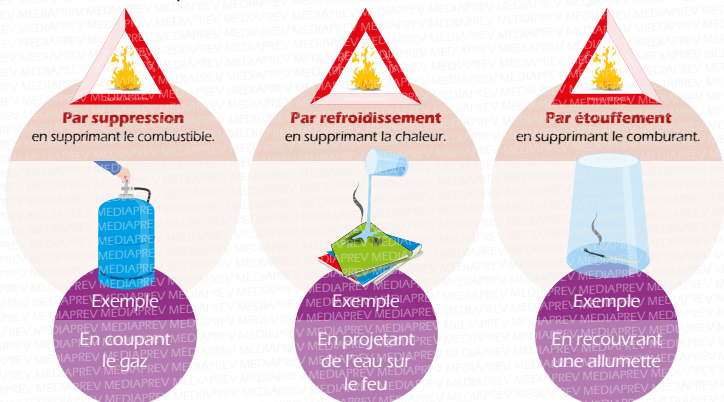 Par suppression
en supprimant le combustible.
Exemple
En coupant
le gaz
Par refroidissement
en supprimant la chaleur.
Exemple
En projetant
de l'eau sur
le feu
Par étouffement
en supprimant le comburant.
Exemple
En recouvrant
une allumette
MEDIAPREV